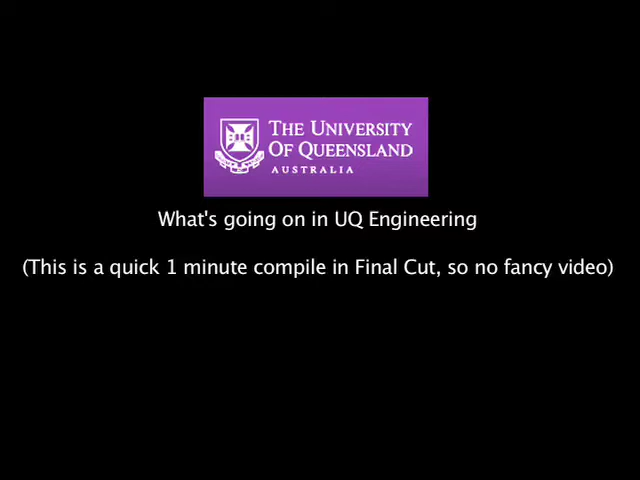 THE UNIVERSITY
OF QUEENSLAND
AUSTRALIA
What's going on in UQ Engineering
(This is a quick 1 minute compile in Final Cut, so no fancy video)